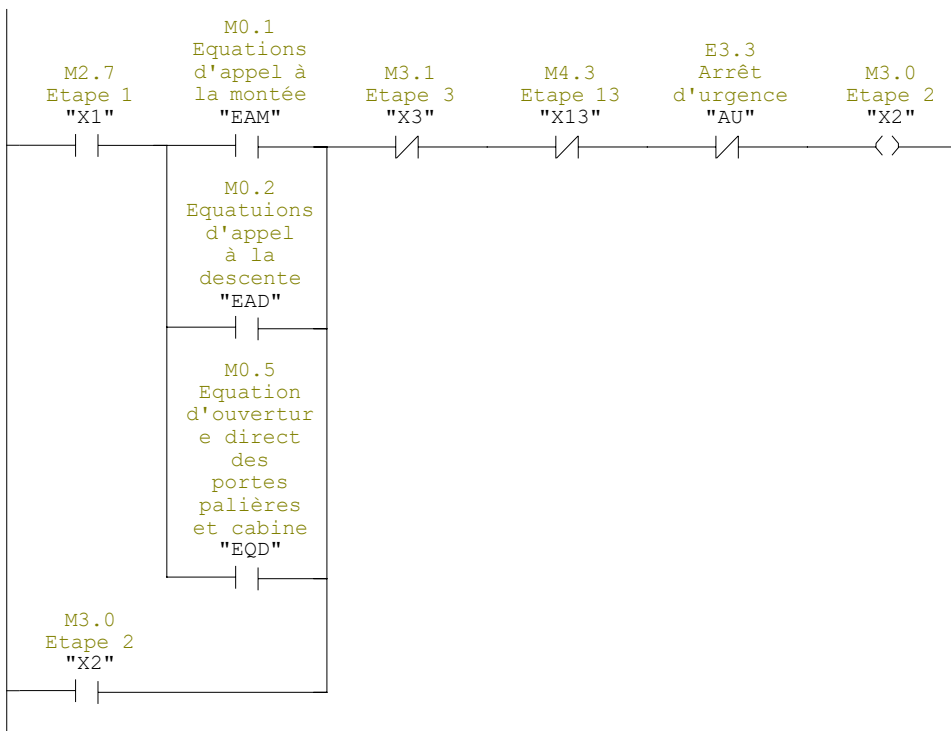 M0.1
Equations
d'appel à
la montée
"EAM"
M2.7
Etape 1
"X1"
M3.1
Etape 3
"X3"
M4.3
Etape 13
"X13"
E3.3
Arrêt
d'urgence
"AU"
M3.0
Etape 2
"X2"
M0.2
Equatuions
d'appel
à la
descente
"EAD"
M0.5
Equation
d'ouvertur
e direct
des
portes
palières
et cabine
"EQD"
M3.0
Etape 2
"X2"